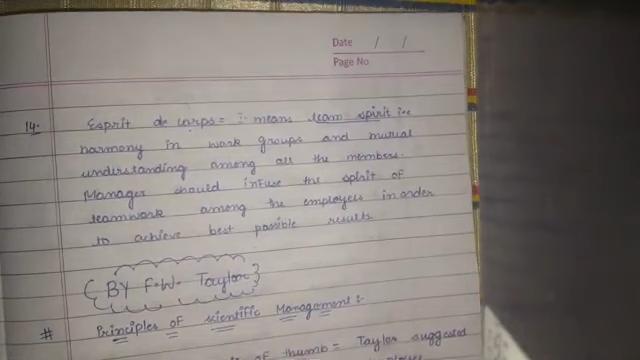 Date / /
Page No
14. Esprit de corps = i. means team spirit i.e
harmony in work groups and mutual
understanding among all the members.
Manager should infuse the spirit of
teamwork among the employees in order
to achieve best possible results
{ BY F.W. Taylor }
# Principles of scientific Management :-
of thumb = Taylor suggested